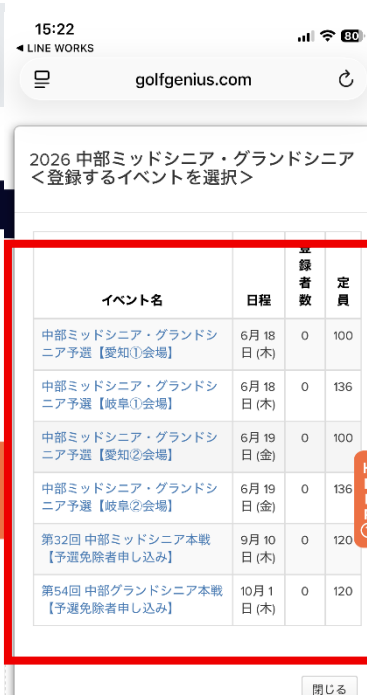 15:22
80
◀ LINE WORKS
golfgenius.com
2026 中部ミッドシニア・グランドシニア
＜登録するイベントを選択＞
イベント名 日程 登録者数 定員
中部ミッドシニア・グランドシ 6月 18 0 100
ニア予選【愛知①会場】 日 (木)
中部ミッドシニア・グランドシ 6月 18 0 136
ニア予選【岐阜①会場】 日 (木)
中部ミッドシニア・グランドシ 6月 19 0 100
ニア予選【愛知②会場】 日 (金)
中部ミッドシニア・グランドシ 6月 19 0 136
ニア予選【岐阜②会場】 日 (金)
第32回 中部ミッドシニア本戦 9月 10 0 120
【予選免除者申し込み】 日 (木)
第54回 中部グランドシニア本戦 10月 1 0 120
【予選免除者申し込み】 日 (木)
閉じる